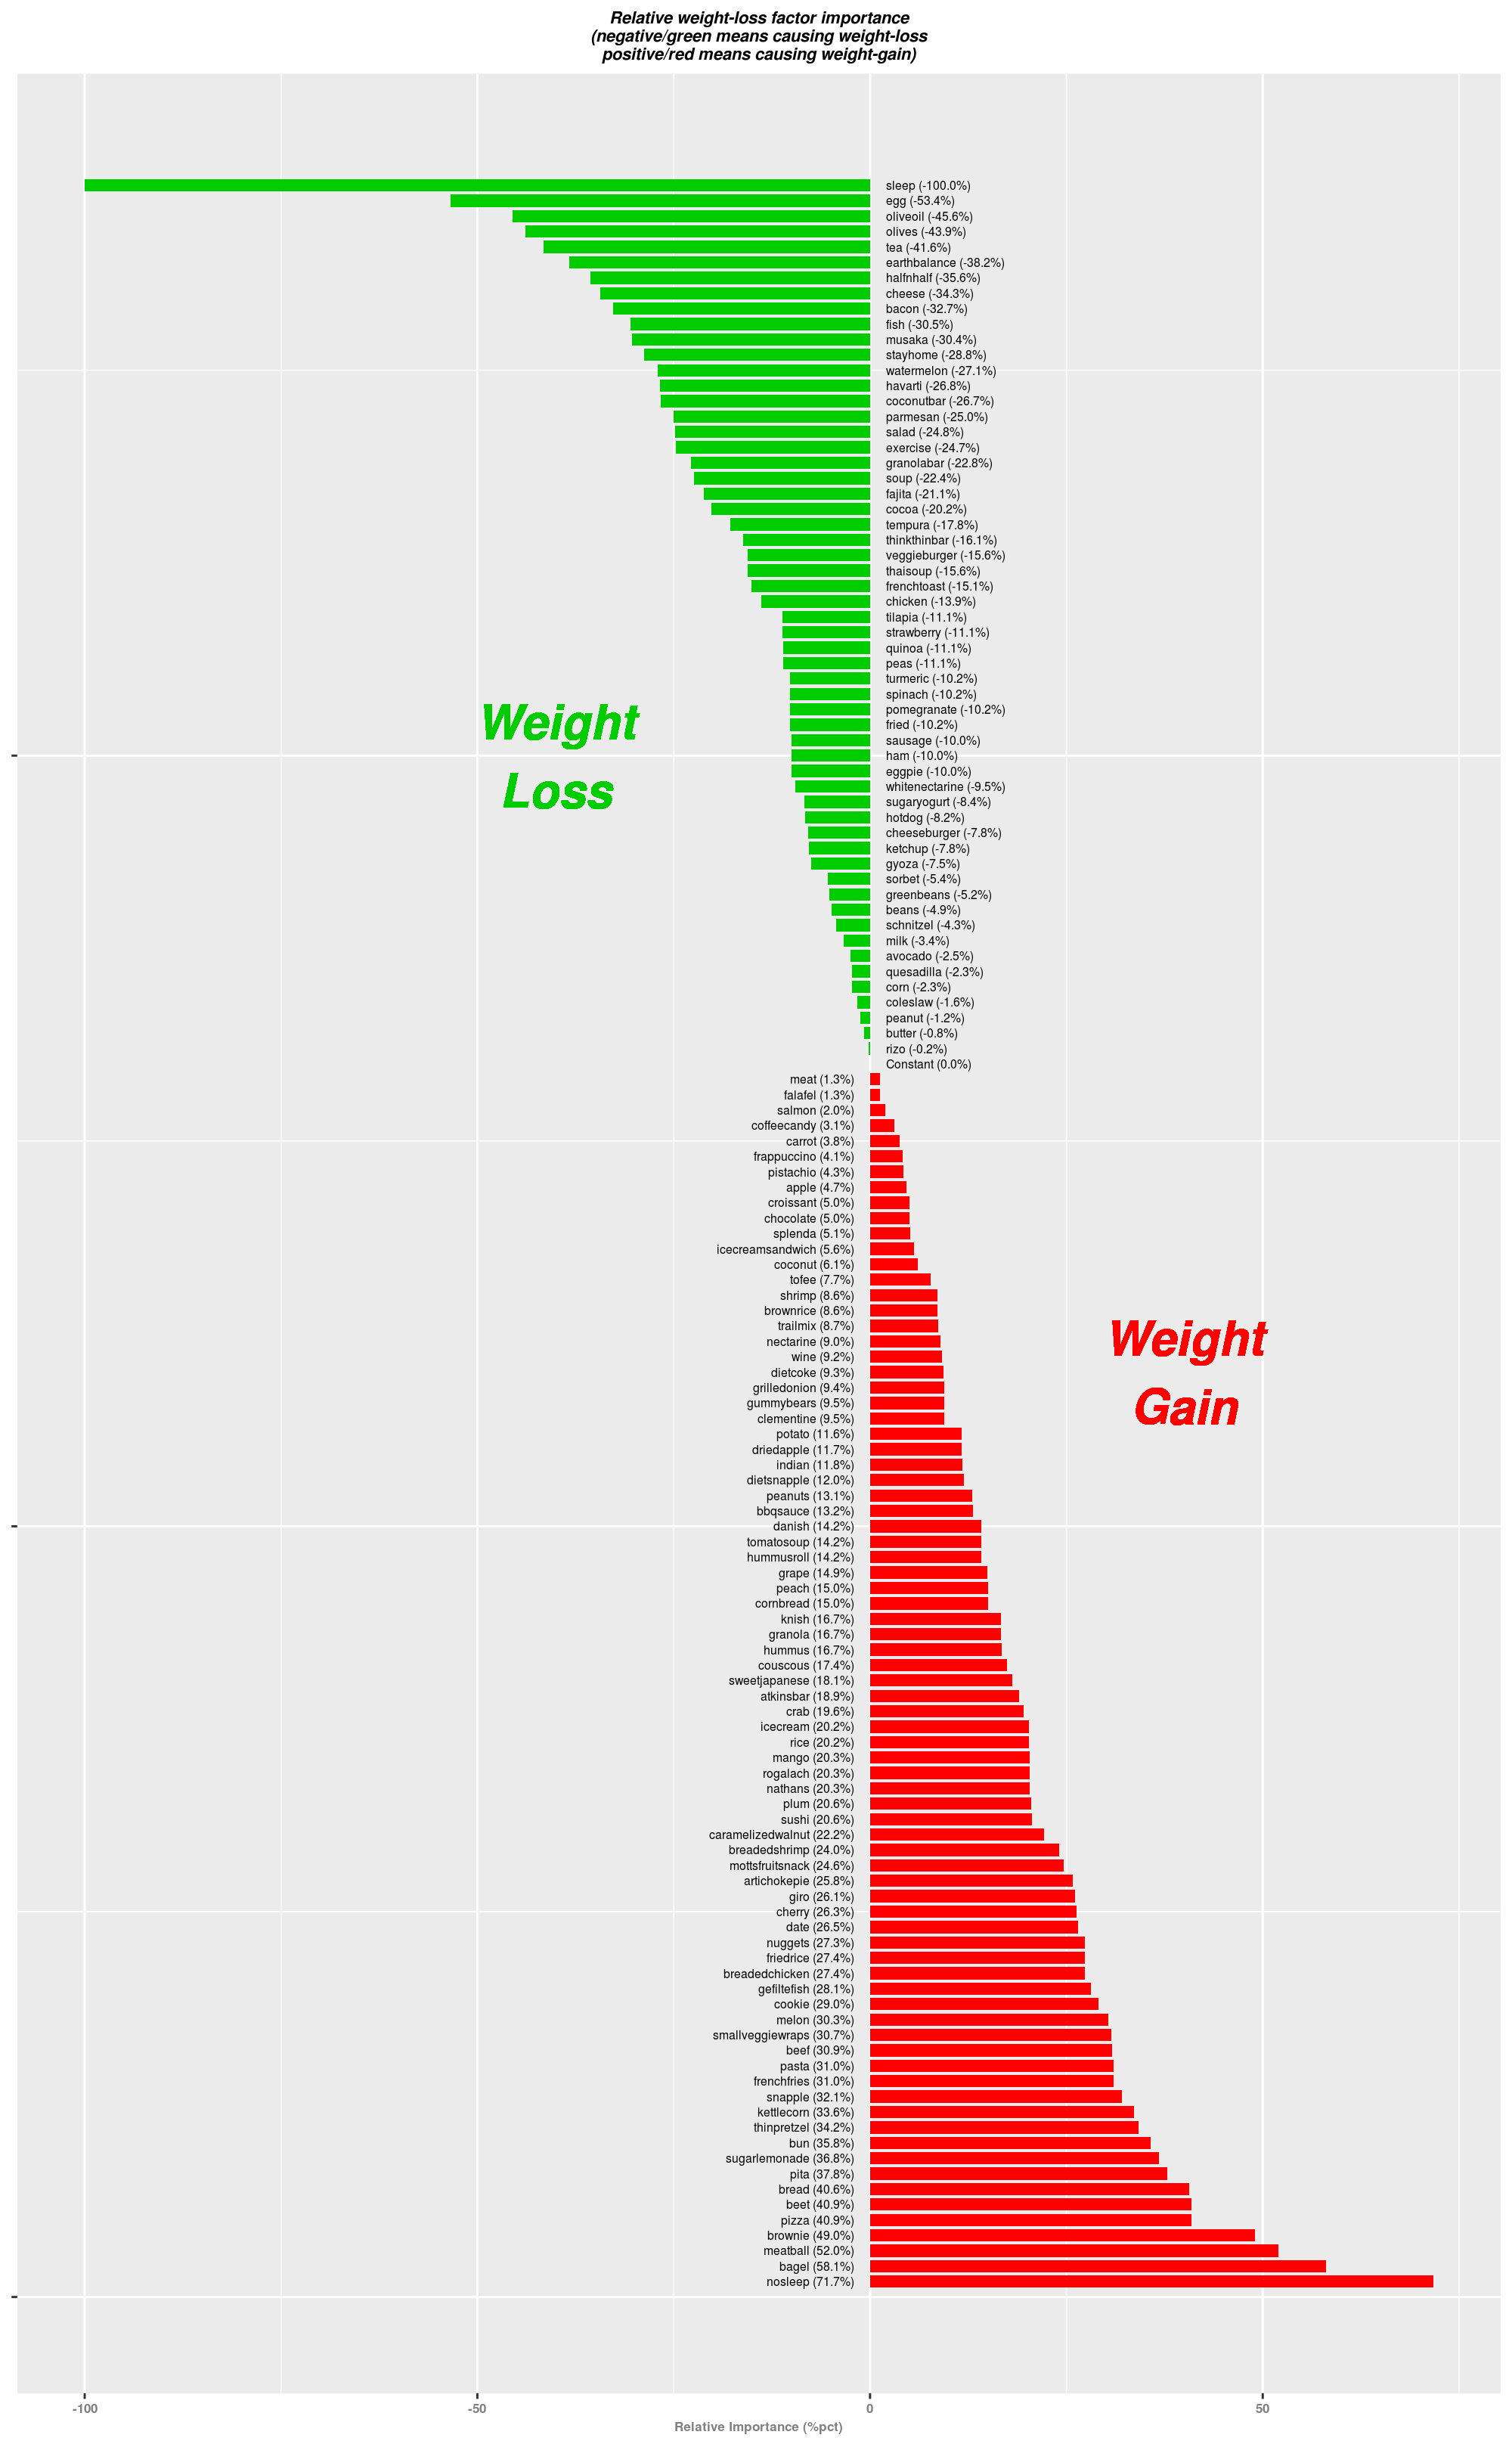 Relative weight-loss factor importance
(negative/green means causing weight-loss
positive/red means causing weight-gain)
sleep (-100.0%)
egg (-53.4%)
oliveoil (-45.6%)
olives (-43.9%)
tea (-41.6%)
earthbalance (-38.2%)
halfnhalf (-35.6%)
cheese (-34.3%)
bacon (-32.7%)
fish (-30.5%)
musaka (-30.4%)
stayhome (-28.8%)
watermelon (-27.1%)
havarti (-26.8%)
coconutbar (-26.7%)
parmesan (-25.0%)
salad (-24.8%)
exercise (-24.7%)
granolabar (-22.8%)
soup (-22.4%)
fajita (-21.1%)
cocoa (-20.2%)
tempura (-17.8%)
thinkthinbar (-16.1%)
veggieburger (-15.6%)
thaisoup (-15.6%)
frenchtoast (-15.1%)
chicken (-13.9%)
tilapia (-11.1%)
strawberry (-11.1%)
quinoa (-11.1%)
peas (-11.1%)
turmeric (-10.2%)
spinach (-10.2%)
pomegranate (-10.2%)
fried (-10.2%)
sausage (-10.0%)
ham (-10.0%)
eggpie (-10.0%)
whitenectarine (-9.5%)
sugaryogurt (-8.4%)
hotdog (-8.2%)
cheeseburger (-7.8%)
ketchup (-7.8%)
gyoza (-7.5%)
sorbet (-5.4%)
greenbeans (-5.2%)
beans (-4.9%)
schnitzel (-4.3%)
milk (-3.4%)
avocado (-2.5%)
quesadilla (-2.3%)
corn (-2.3%)
coleslaw (-1.6%)
peanut (-1.2%)
butter (-0.8%)
rizo (-0.2%)
Constant (0.0%)
Weight
Loss
meat (1.3%)
falafel (1.3%)
salmon (2.0%)
coffeecandy (3.1%)
carrot (3.8%)
frappuccino (4.1%)
pistachio (4.3%)
apple (4.7%)
croissant (5.0%)
chocolate (5.0%)
splenda (5.1%)
icecreamsandwich (5.6%)
coconut (6.1%)
tofee (7.7%)
shrimp (8.6%)
brownrice (8.6%)
trailmix (8.7%)
nectarine (9.0%)
wine (9.2%)
dietcoke (9.3%)
grilledonion (9.4%)
gummybears (9.5%)
clementine (9.5%)
potato (11.6%)
driedapple (11.7%)
indian (11.8%)
dietsnapple (12.0%)
peanuts (13.1%)
bbqsauce (13.2%)
danish (14.2%)
tomatosoup (14.2%)
hummusroll (14.2%)
grape (14.9%)
peach (15.0%)
cornbread (15.0%)
knish (16.7%)
granola (16.7%)
hummus (16.7%)
couscous (17.4%)
sweetjapanese (18.1%)
atkinsbar (18.9%)
crab (19.6%)
icecream (20.2%)
rice (20.2%)
mango (20.3%)
rogalach (20.3%)
nathans (20.3%)
plum (20.6%)
sushi (20.6%)
caramelizedwalnut (22.2%)
breadedshrimp (24.0%)
mottsfruitsnack (24.6%)
artichokepie (25.8%)
giro (26.1%)
cherry (26.3%)
date (26.5%)
nuggets (27.3%)
friedrice (27.4%)
breadedchicken (27.4%)
gefiltefish (28.1%)
cookie (29.0%)
melon (30.3%)
smallveggiewraps (30.7%)
beef (30.9%)
pasta (31.0%)
frenchfries (31.0%)
snapple (32.1%)
kettlecorn (33.6%)
thinpretzel (34.2%)
bun (35.8%)
sugarlemonade (36.8%)
pita (37.8%)
bread (40.6%)
beet (40.9%)
pizza (40.9%)
brownie (49.0%)
meatball (52.0%)
bagel (58.1%)
nosleep (71.7%)
Weight
Gain
-100 -50 0 50
Relative Importance (%pct)